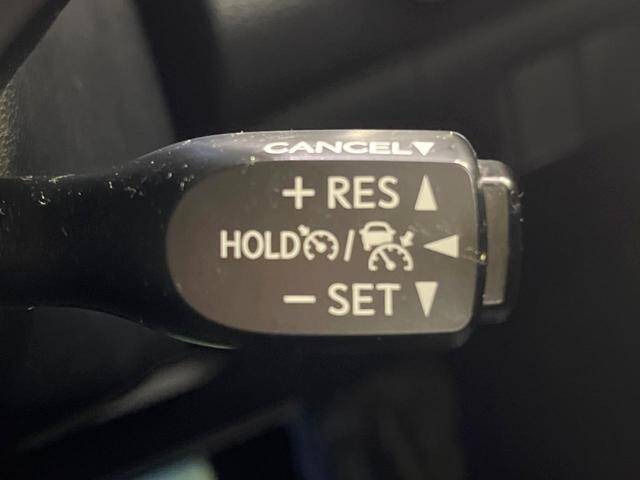 CANCEL▼
+ RES ▲
HOLD / ◀
− SET ▼